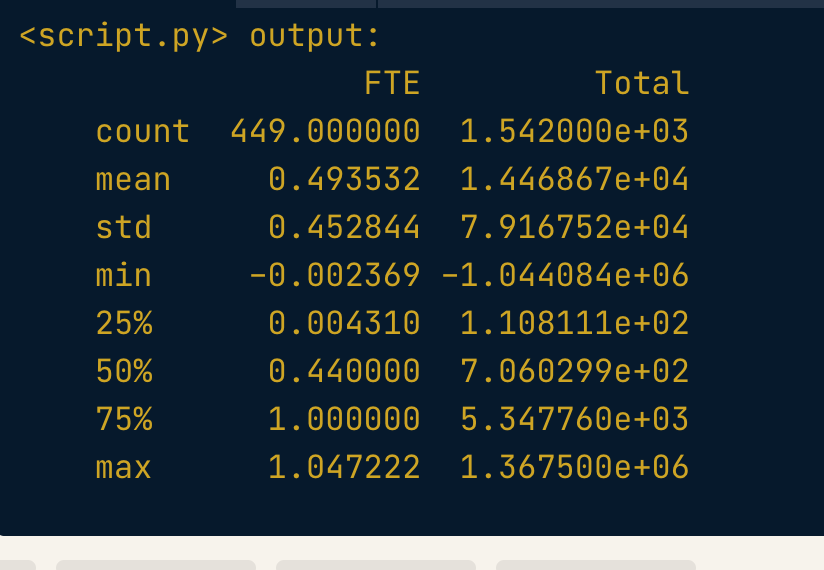 <script.py> output:
FTE Total
count 449.000000 1.542000e+03
mean 0.493532 1.446867e+04
std 0.452844 7.916752e+04
min -0.002369 -1.044084e+06
25% 0.004310 1.108111e+02
50% 0.440000 7.060299e+02
75% 1.000000 5.347760e+03
max 1.047222 1.367500e+06